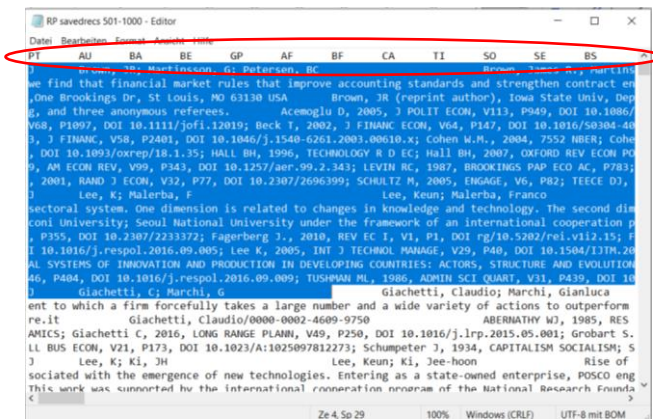 RP savedrecs 501-1000 - Editor
Datei Bearbeiten Format Ansicht Hilfe
PT AU BA BE GP AF BF CA TI SO SE BS
J Brown, JR; Martinsson, G; Petersen, BC Brown, James R.; Martins
we find that financial market rules that improve accounting standards and strengthen contract en
,One Brookings Dr, St Louis, MO 63130 USA Brown, JR (reprint author), Iowa State Univ, Dep
g, and three anonymous referees. Acemoglu D, 2005, J POLIT ECON, V113, P949, DOI 10.1086/
V68, P1097, DOI 10.1111/jofi.12019; Beck T, 2002, J FINANC ECON, V64, P147, DOI 10.1016/S0304-40
3, J FINANC, V58, P2401, DOI 10.1046/j.1540-6261.2003.00610.x; Cohen W.M., 2004, 7552 NBER; Cohe
, DOI 10.1093/oxrep/18.1.35; HALL BH, 1996, TECHNOLOGY R D EC; Hall BH, 2007, OXFORD REV ECON PO
9, AM ECON REV, V99, P343, DOI 10.1257/aer.99.2.343; LEVIN RC, 1987, BROOKINGS PAP ECO AC, P783;
, 2001, RAND J ECON, V32, P77, DOI 10.2307/2696399; SCHULTZ M, 2005, ENGAGE, V6, P82; TEECE DJ,
J Lee, K; Malerba, F Lee, Keun; Malerba, Franco
sectoral system. One dimension is related to changes in knowledge and technology. The second dim
coni University; Seoul National University under the framework of an international cooperation p
, P355, DOI 10.2307/2233372; Fagerberg J., 2010, REV EC I, V1, P1, DOI rg/10.5202/rei.v1i2.15; F
I 10.1016/j.respol.2016.09.005; Lee K, 2005, INT J TECHNOL MANAGE, V29, P40, DOI 10.1504/IJTM.20
AL SYSTEMS OF INNOVATION AND PRODUCTION IN DEVELOPING COUNTRIES: ACTORS, STRUCTURE AND EVOLUTION
46, P404, DOI 10.1016/j.respol.2016.09.009; TUSHMAN ML, 1986, ADMIN SCI QUART, V31, P439, DOI 10
J Giachetti, C; Marchi, G Giachetti, Claudio; Marchi, Gianluca
ent to which a firm forcefully takes a large number and a wide variety of actions to outperform
re.it Giachetti, Claudio/0000-0002-4609-9750 ABERNATHY WJ, 1985, RES
AMICS; Giachetti C, 2016, LONG RANGE PLANN, V49, P250, DOI 10.1016/j.lrp.2015.05.001; Grobart S.
LL BUS ECON, V21, P173, DOI 10.1023/A:1025097812273; Schumpeter J, 1934, CAPITALISM SOCIALISM; S
J Lee, K; Ki, JH Lee, Keun; Ki, Jee-hoon Rise of
sociated with the emergence of new technologies. Entering as a state-owned enterprise, POSCO eng
This work was supported by the international cooperation program of the National Research Founda
Ze 4, Sp 29 100% Windows (CRLF) UTF-8 mit BOM